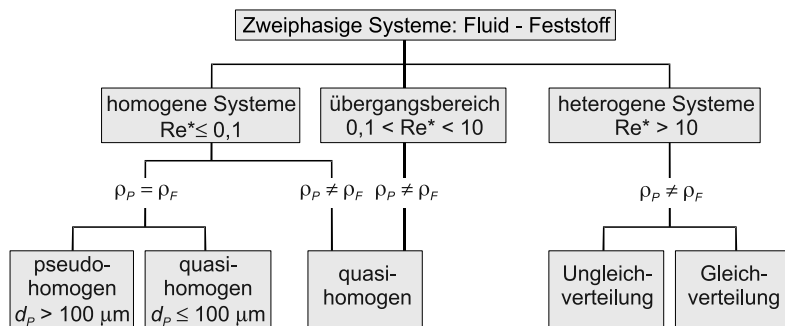 Zweiphasige Systeme: Fluid - Feststoff
homogene Systeme
Re* ≤ 0,1
übergangsbereich
0,1 < Re* < 10
heterogene Systeme
Re* > 10
ρP = ρF
ρP ≠ ρF
ρP ≠ ρF
ρP ≠ ρF
pseudo-
homogen
dP > 100 µm
quasi-
homogen
dP ≤ 100 µm
quasi-
homogen
Ungleich-
verteilung
Gleich-
verteilung